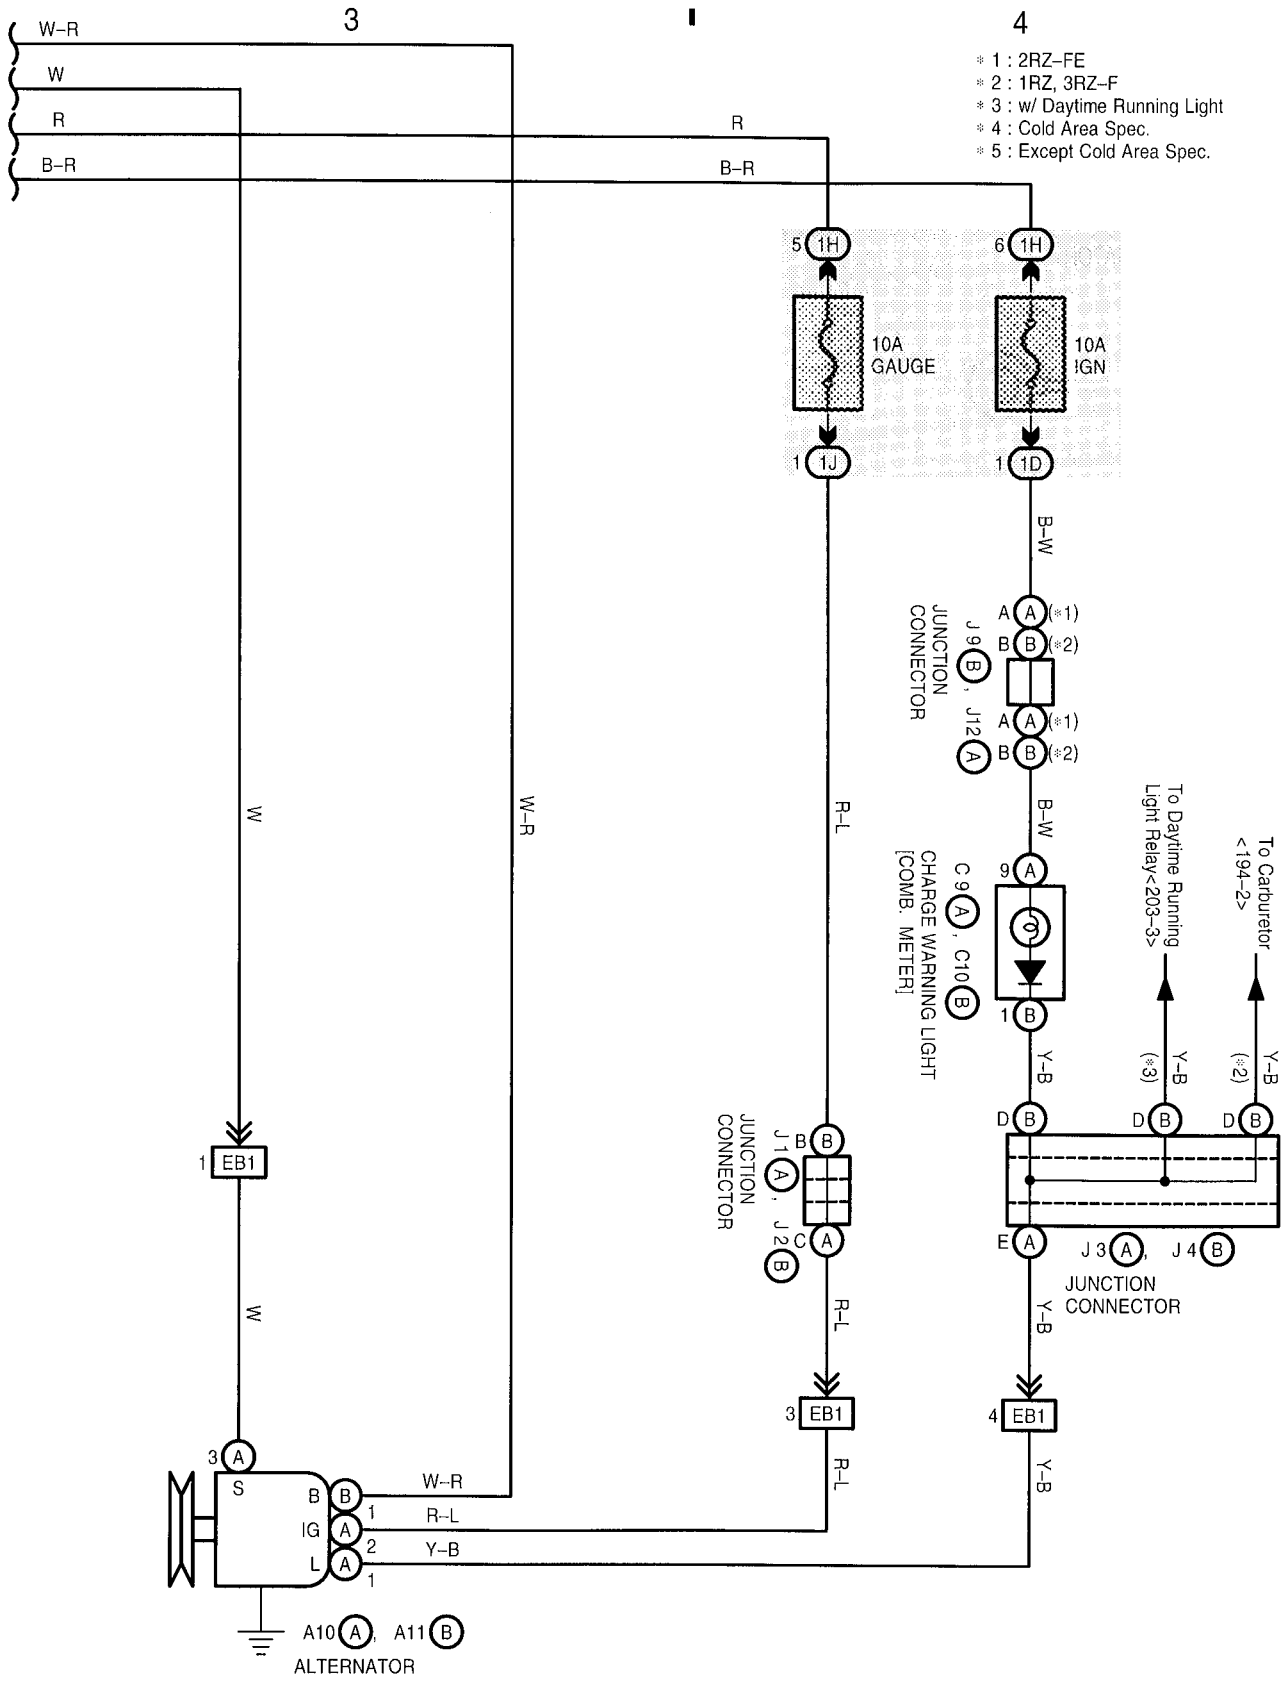 3
I
4
W–R
W
R
R
B–R
B–R
* 1 : 2RZ–FE
* 2 : 1RZ, 3RZ–F
* 3 : w/ Daytime Running Light
* 4 : Cold Area Spec.
* 5 : Except Cold Area Spec.
5 1H
6 1H
10A
GAUGE
10A
IGN
1 1J
1 1D
B–W
A A (*1)
B B (*2)
A A (*1)
B B (*2)
J 9 B , J12 A
JUNCTION
CONNECTOR
W
W–R
R–L
B–W
9 A
C 9 A , C10 B
CHARGE WARNING LIGHT
[COMB. METER]
1 B
To Daytime Running
Light Relay<203–3>
To Carburetor
<194–2>
Y–B
Y–B
(*3)
Y–B
(*2)
D B
D B
D B
1 EB1
B B
J 1 A , J 2 B
JUNCTION
CONNECTOR
C A
E A
J 3 A , J 4 B
JUNCTION
CONNECTOR
W
R–L
Y–B
3 EB1
4 EB1
R–L
Y–B
3 A
S
B B 1
W–R
IG A 2
R–L
L A 1
Y–B
A10 A , A11 B
ALTERNATOR